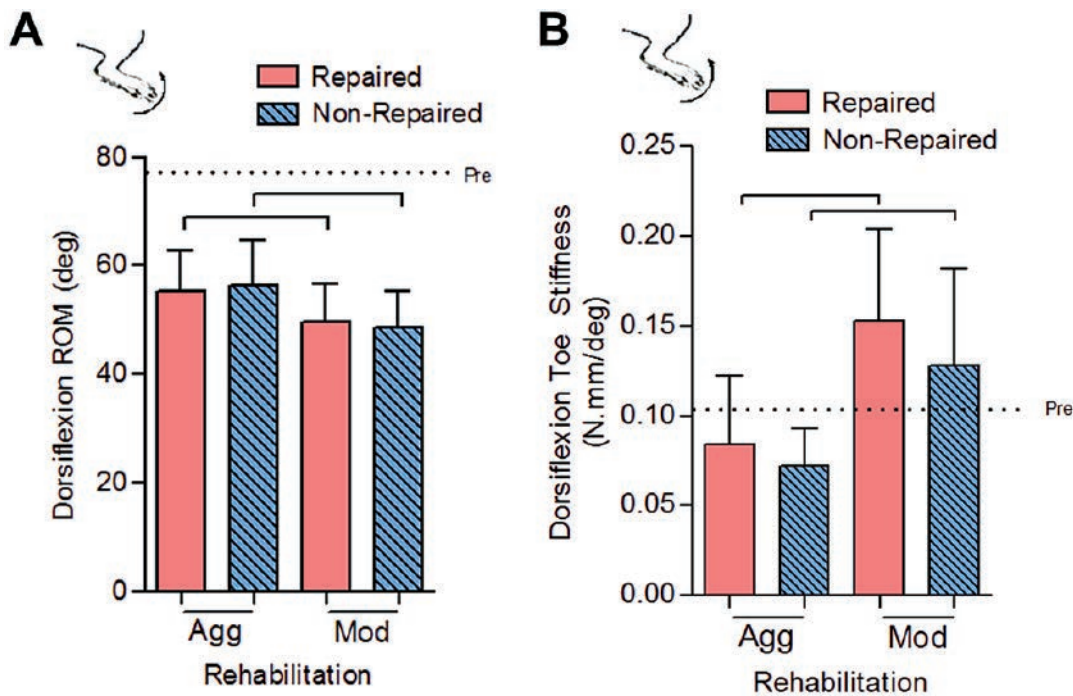 A
Repaired
Non-Repaired
80
60
40
20
0
Pre
Dorsiflexion ROM (deg)
Agg
Mod
Rehabilitation
B
Repaired
Non-Repaired
0.25
0.20
0.15
0.10
0.05
0.00
Pre
Dorsiflexion Toe Stiffness
(N.mm/deg)
Agg
Mod
Rehabilitation